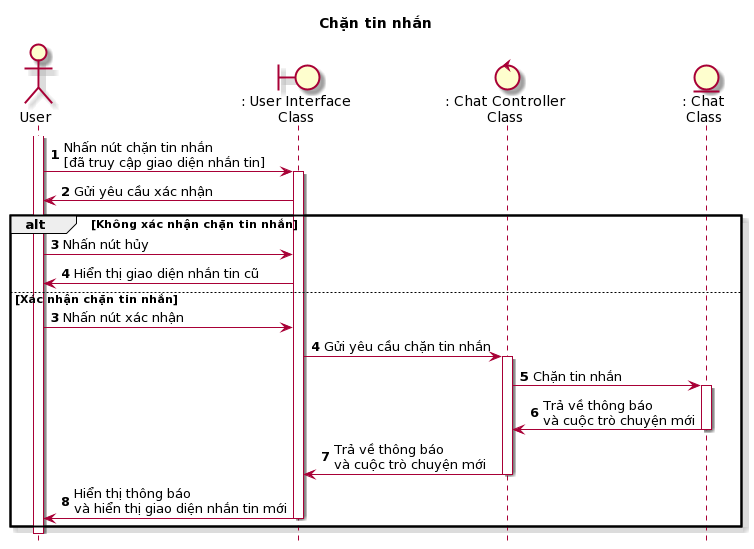 Chặn tin nhắn
User
: User Interface
Class
: Chat Controller
Class
: Chat
Class
1 Nhấn nút chặn tin nhắn
[đã truy cập giao diện nhắn tin]
2 Gửi yêu cầu xác nhận
alt [Không xác nhận chặn tin nhắn]
3 Nhấn nút hủy
4 Hiển thị giao diện nhắn tin cũ
[Xác nhận chặn tin nhắn]
3 Nhấn nút xác nhận
4 Gửi yêu cầu chặn tin nhắn
5 Chặn tin nhắn
6 Trả về thông báo
và cuộc trò chuyện mới
7 Trả về thông báo
và cuộc trò chuyện mới
8 Hiển thị thông báo
và hiển thị giao diện nhắn tin mới